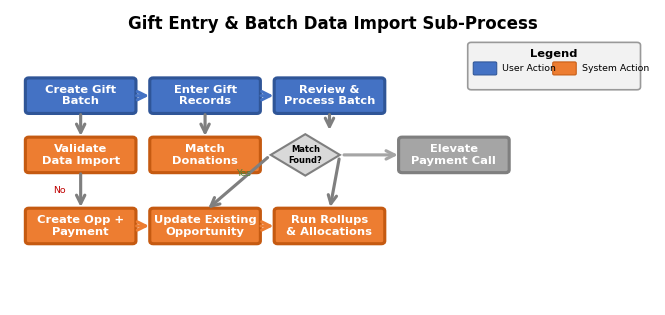 Gift Entry & Batch Data Import Sub-Process
Legend
User Action
System Action
Create Gift
Batch
Enter Gift
Records
Review &
Process Batch
Validate
Data Import
Match
Donations
Match
Found?
Elevate
Payment Call
Yes
No
Create Opp +
Payment
Update Existing
Opportunity
Run Rollups
& Allocations